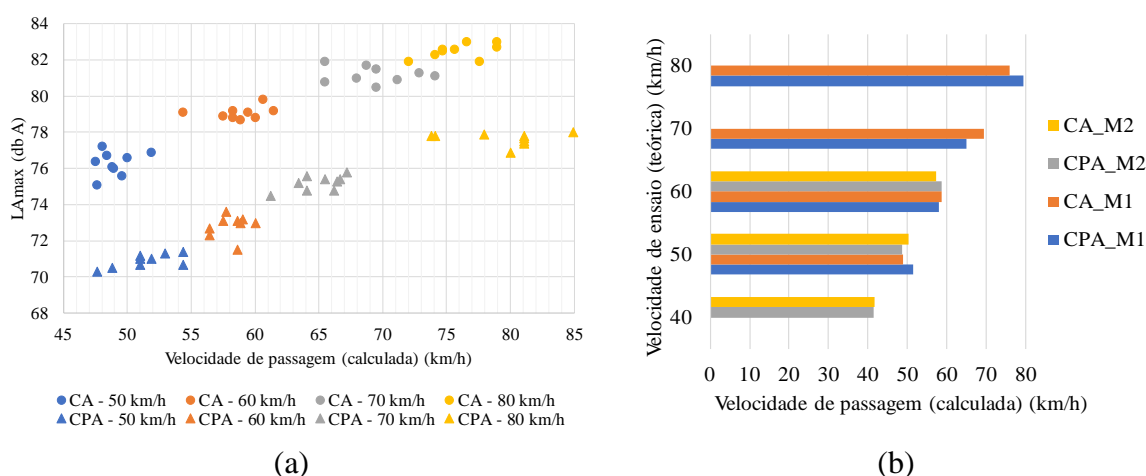 84
82
80
78
76
74
72
70
68
LAmax (db A)
45 50 55 60 65 70 75 80 85
Velocidade de passagem (calculada) (km/h)
CA - 50 km/h CA - 60 km/h CA - 70 km/h CA - 80 km/h
CPA - 50 km/h CPA - 60 km/h CPA - 70 km/h CPA - 80 km/h
(a)
Velocidade de ensaio (teórica) (km/h)
80
70
60
50
40
0 10 20 30 40 50 60 70 80
Velocidade de passagem (calculada) (km/h)
CA_M2
CPA_M2
CA_M1
CPA_M1
(b)